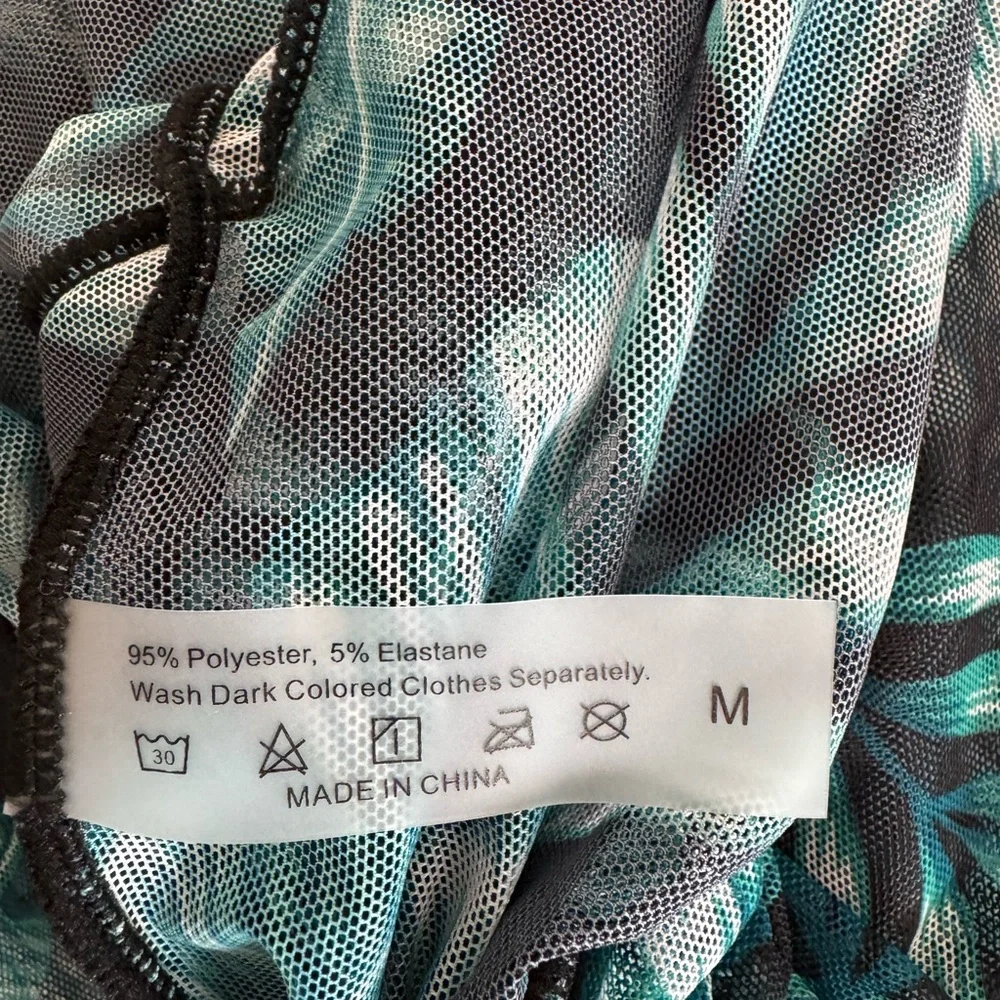 95% Polyester, 5% Elastane
Wash Dark Colored Clothes Separately.
30
M
MADE IN CHINA